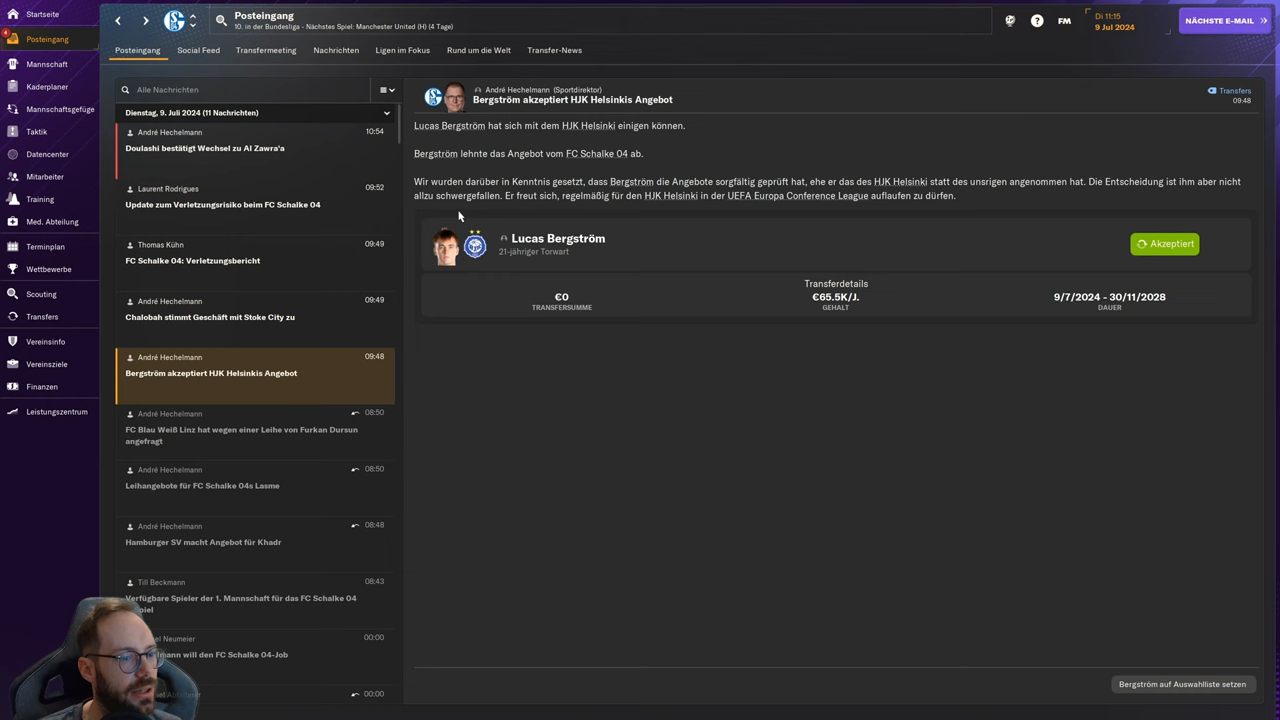 Startseite
4
Posteingang
Mannschaft
Kaderplaner
Mannschaftsgefüge
Taktik
Datencenter
Mitarbeiter
Training
Med. Abteilung
Terminplan
Wettbewerbe
Scouting
Transfers
Vereinsinfo
Vereinsziele
Finanzen
Leistungszentrum
Posteingang
10. in der Bundesliga - Nächstes Spiel: Manchester United (H) (4 Tage)
FM
Di 11:15
9 Jul 2024
NÄCHSTE E-MAIL
Posteingang Social Feed Transfermeeting Nachrichten Ligen im Fokus Rund um die Welt Transfer-News
Alle Nachrichten
Dienstag, 9. Juli 2024 (11 Nachrichten)
André Hechelmann 10:54
Doulashi bestätigt Wechsel zu Al Zawra'a
Laurent Rodrigues 09:52
Update zum Verletzungsrisiko beim FC Schalke 04
Thomas Kühn 09:49
FC Schalke 04: Verletzungsbericht
André Hechelmann 09:49
Chalobah stimmt Geschäft mit Stoke City zu
André Hechelmann 09:48
Bergström akzeptiert HJK Helsinkis Angebot
André Hechelmann 08:50
FC Blau Weiß Linz hat wegen einer Leihe von Furkan Dursun
angefragt
André Hechelmann 08:50
Leihangebote für FC Schalke 04s Lasme
André Hechelmann 08:48
Hamburger SV macht Angebot für Khadr
Till Beckmann 08:43
Verfügbare Spieler der 1. Mannschaft für das FC Schalke 04
Neumeier 00:00
will den FC Schalke 04-Job
00:00
André Hechelmann (Sportdirektor)
Bergström akzeptiert HJK Helsinkis Angebot
Transfers
09:48
Lucas Bergström hat sich mit dem HJK Helsinki einigen können.
Bergström lehnte das Angebot vom FC Schalke 04 ab.
Wir wurden darüber in Kenntnis gesetzt, dass Bergström die Angebote sorgfältig geprüft hat, ehe er das des HJK Helsinki statt des unsrigen angenommen hat. Die Entscheidung ist ihm aber nicht
allzu schwergefallen. Er freut sich, regelmäßig für den HJK Helsinki in der UEFA Europa Conference League auflaufen zu dürfen.
Lucas Bergström
21-jähriger Torwart
Akzeptiert
Transferdetails
€0 €65.5K/J. 9/7/2024 - 30/11/2028
TRANSFERSUMME GEHALT DAUER
Bergström auf Auswahlliste setzen